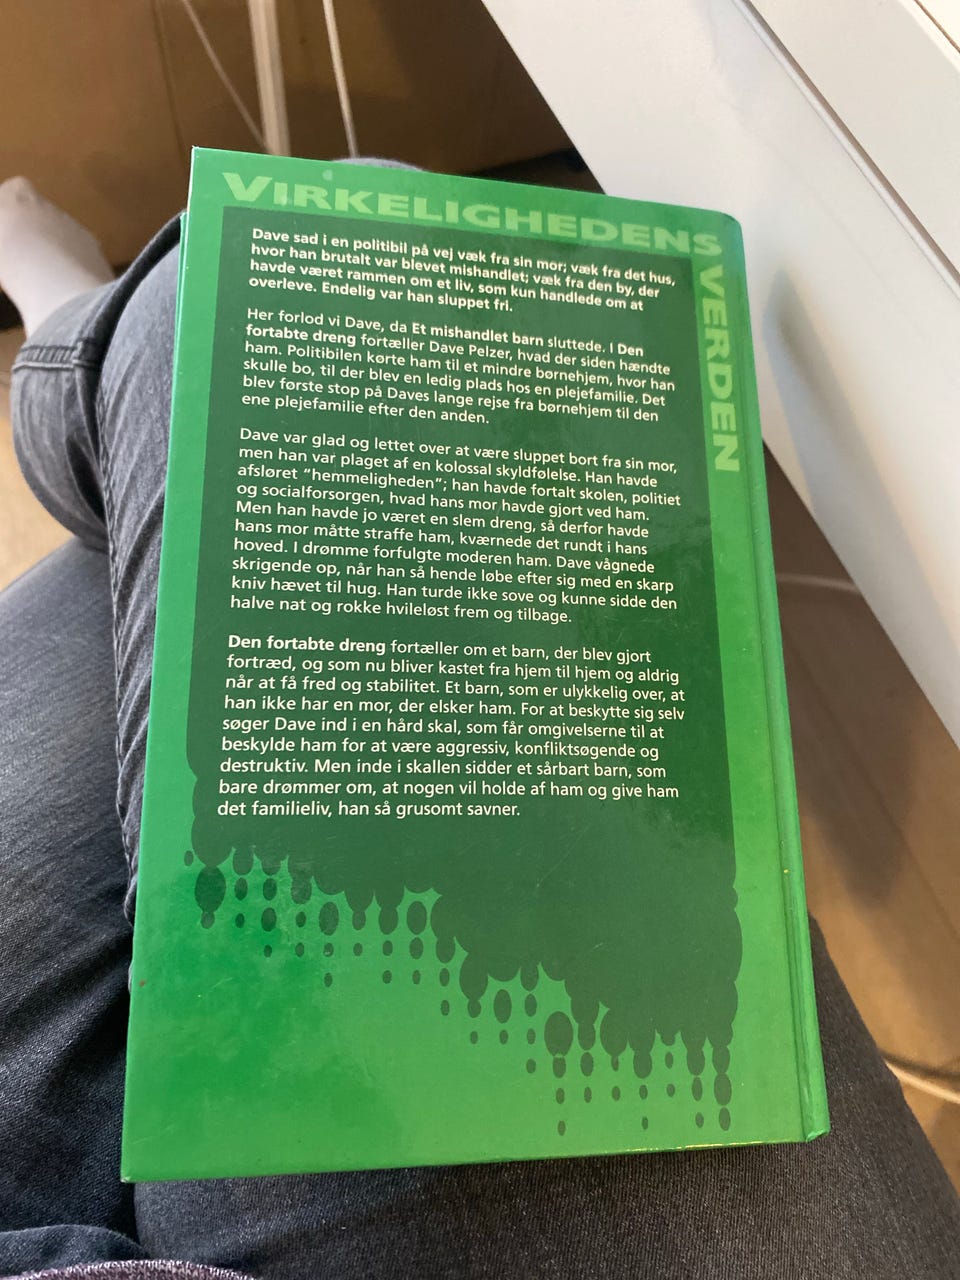 VIRKELIGHEDENS VERDEN
Dave sad i en politibil på vej væk fra sin mor; væk fra det hus,
hvor han brutalt var blevet mishandlet; væk fra den by, der
havde været rammen om et liv, som kun handlede om at
overleve. Endelig var han sluppet fri.
Her forlod vi Dave, da Et mishandlet barn sluttede. I Den
fortabte dreng fortæller Dave Pelzer, hvad der siden hændte
ham. Politibilen kørte ham til et mindre børnehjem, hvor han
skulle bo, til der blev en ledig plads hos en plejefamilie. Det
blev første stop på Daves lange rejse fra børnehjem til den
ene plejefamilie efter den anden.
Dave var glad og lettet over at være sluppet bort fra sin mor,
men han var plaget af en kolossal skyldfølelse. Han havde
afsløret "hemmeligheden"; han havde fortalt skolen, politiet
og socialforsorgen, hvad hans mor havde gjort ved ham.
Men han havde jo været en slem dreng, så derfor havde
hans mor måtte straffe ham, kværnede det rundt i hans
hoved. I drømme forfulgte moderen ham. Dave vågnede
skrigende op, når han så hende løbe efter sig med en skarp
kniv hævet til hug. Han turde ikke sove og kunne sidde den
halve nat og rokke hvileløst frem og tilbage.
Den fortabte dreng fortæller om et barn, der blev gjort
fortræd, og som nu bliver kastet fra hjem til hjem og aldrig
når at få fred og stabilitet. Et barn, som er ulykkelig over, at
han ikke har en mor, der elsker ham. For at beskytte sig selv
søger Dave ind i en hård skal, som får omgivelserne til at
beskylde ham for at være aggressiv, konfliktsøgende og
destruktiv. Men inde i skallen sidder et sårbart barn, som
bare drømmer om, at nogen vil holde af ham og give ham
det familieliv, han så grusomt savner.